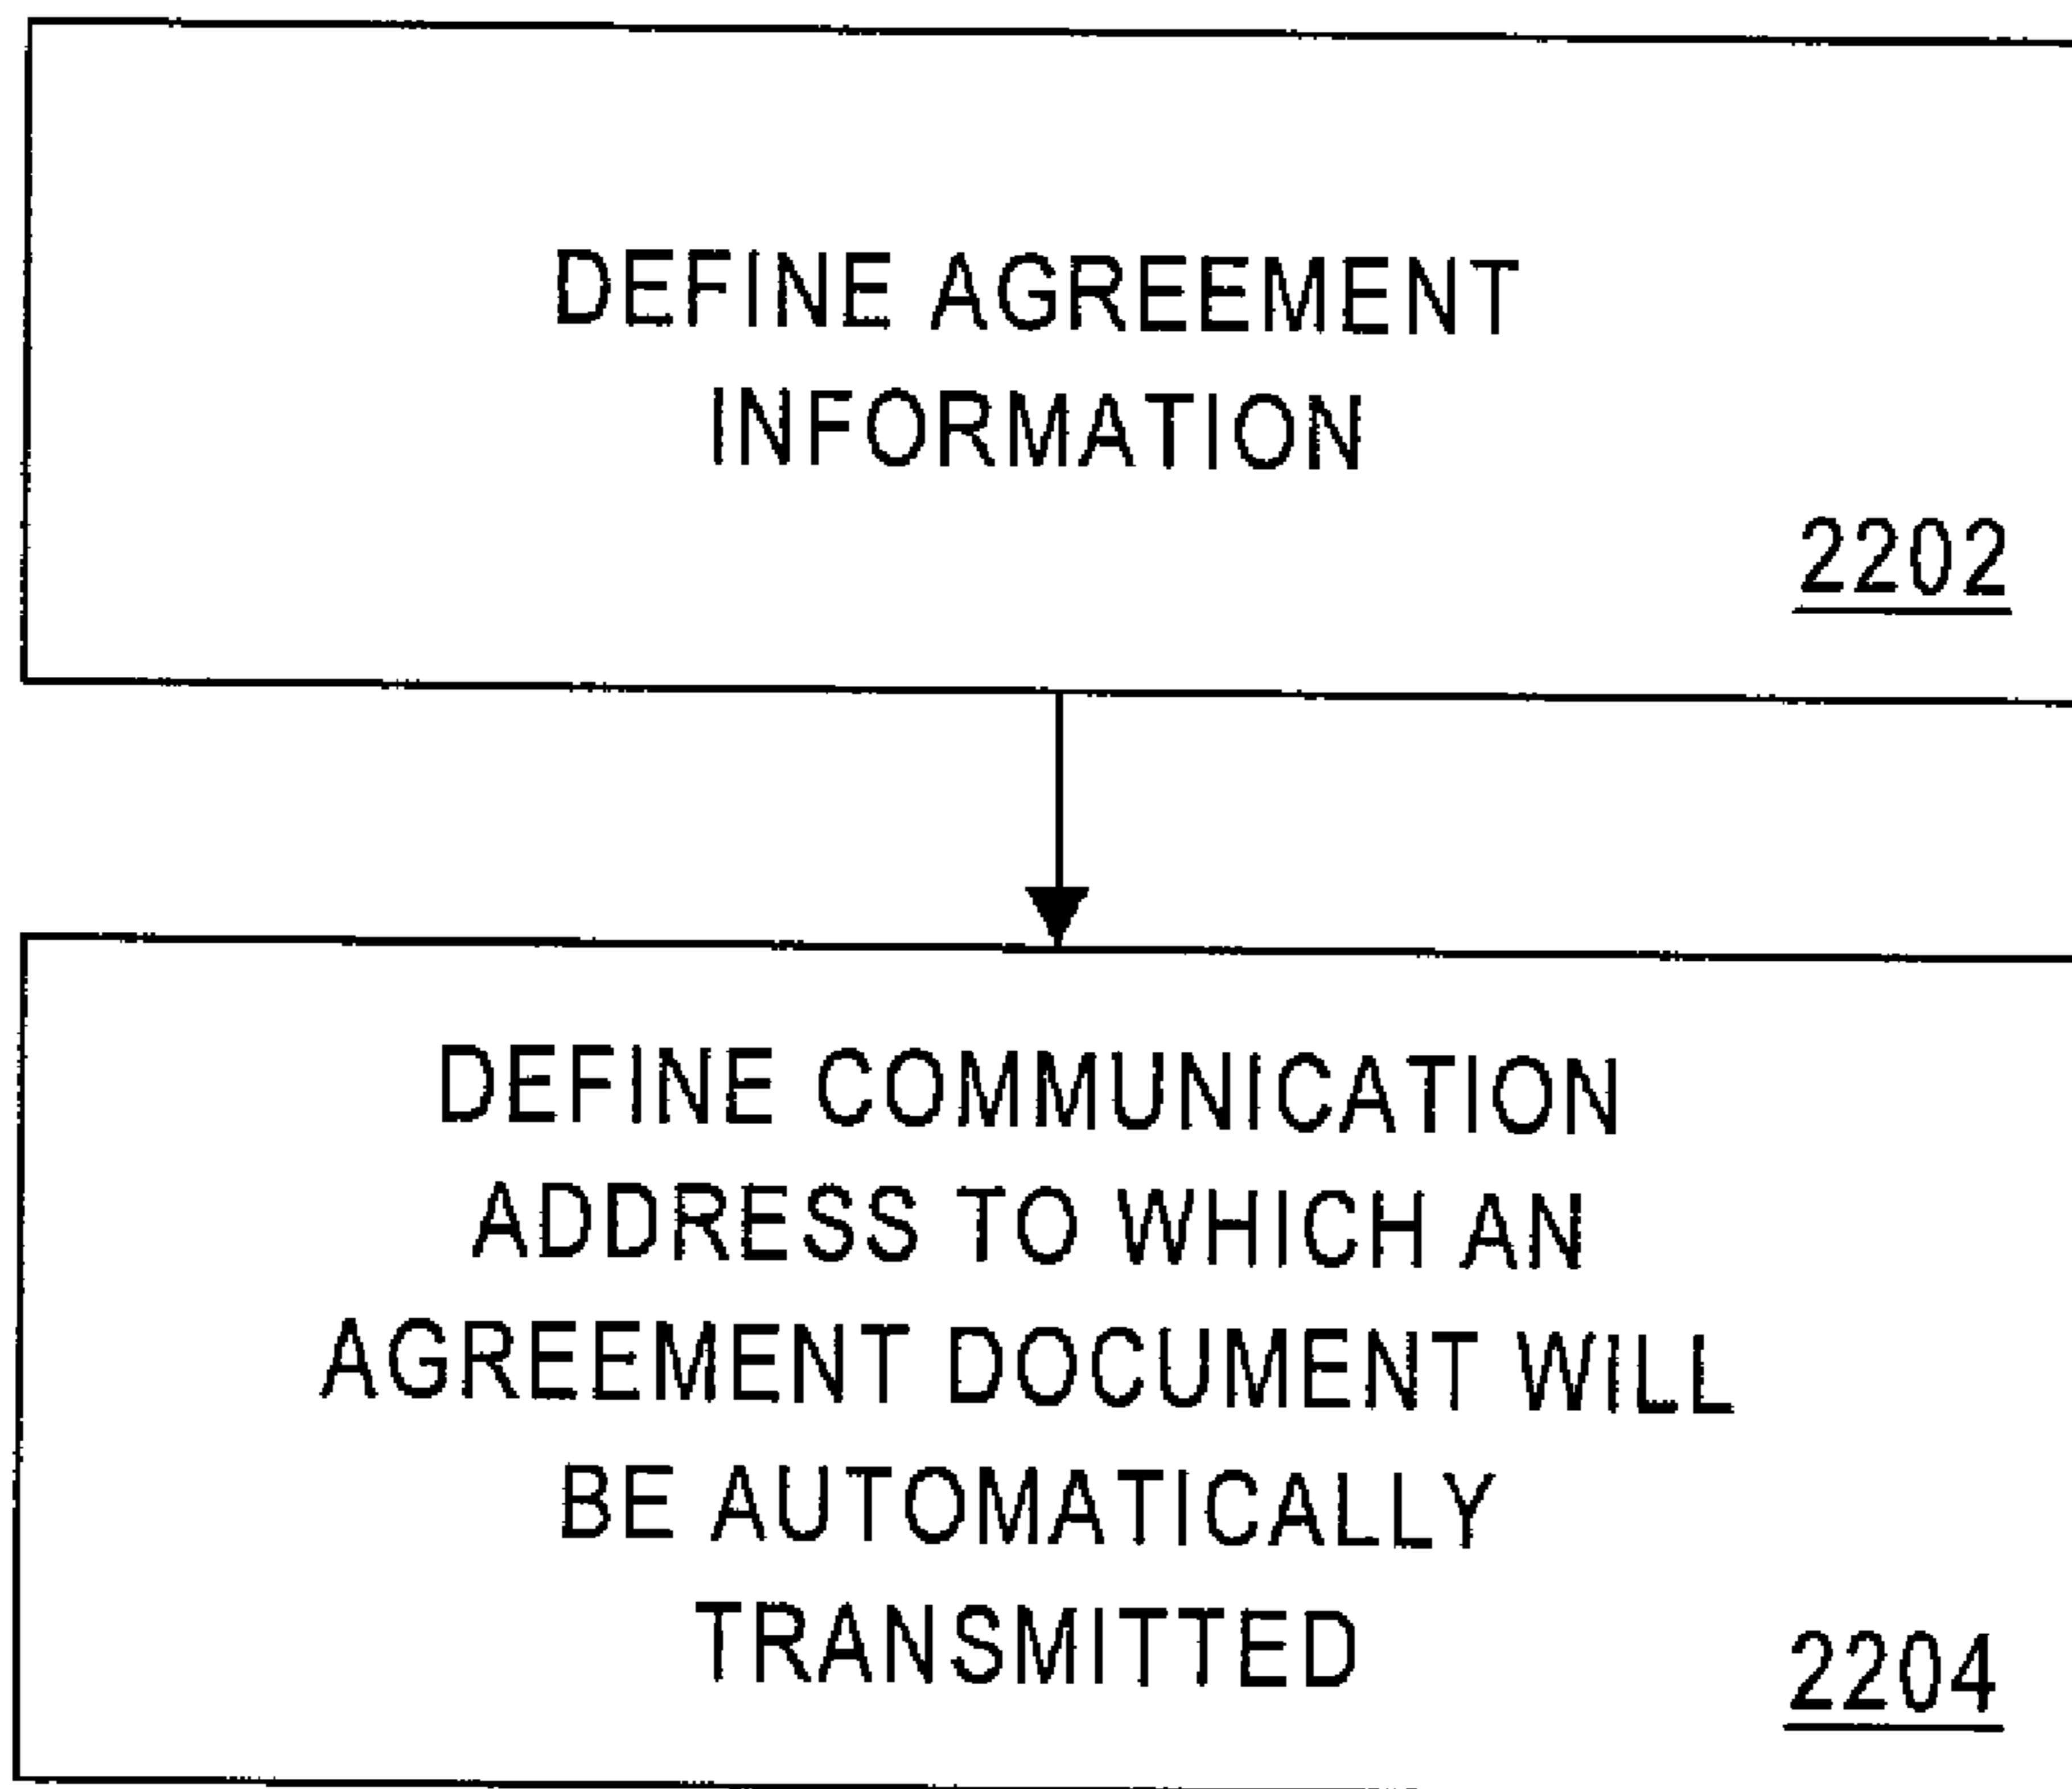 DEFINE AGREEMENT
INFORMATION
2202
DEFINE COMMUNICATION
ADDRESS TO WHICH AN
AGREEMENT DOCUMENT WILL
BE AUTOMATICALLY
TRANSMITTED
2204